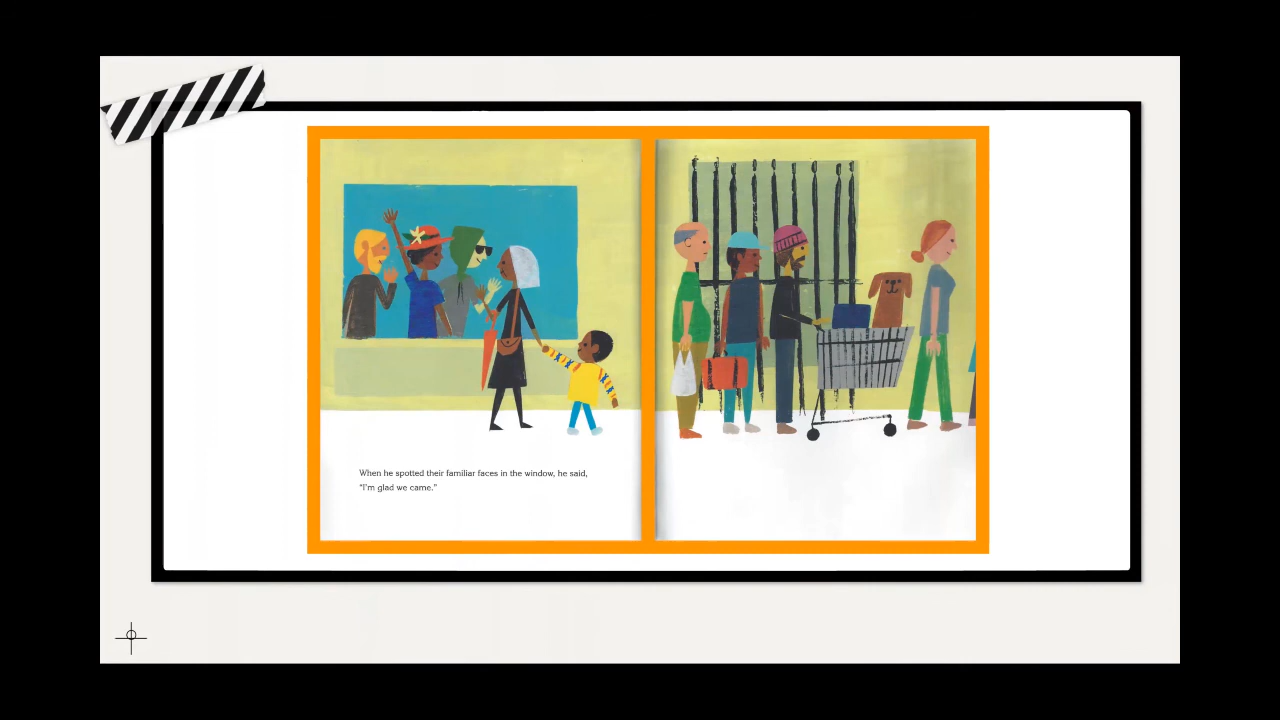 When he spotted their familiar faces in the window, he said,
"I'm glad we came."